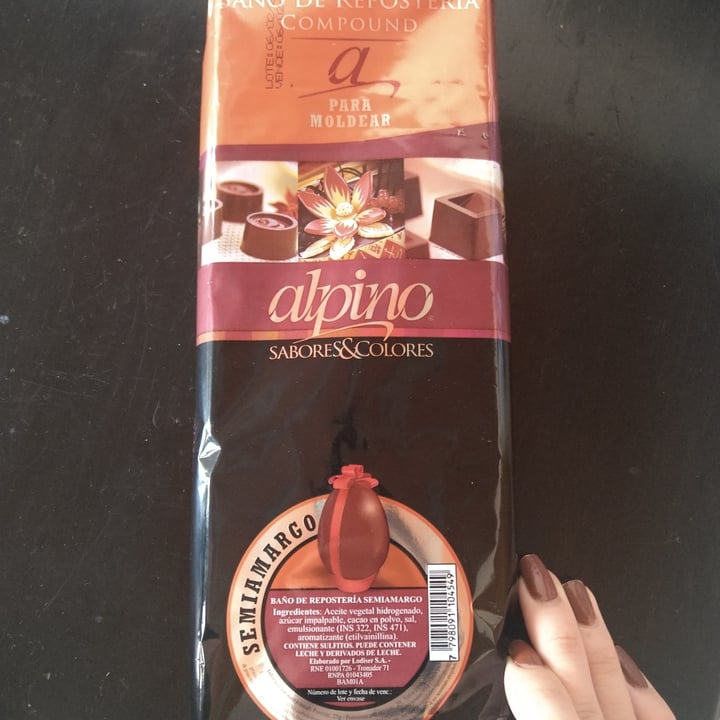 BAÑO DE REPOSTERÍA
COMPOUND
a
PARA
MOLDEAR
alpino
SABORES&COLORES
SEMIAMARGO
BAÑO DE REPOSTERÍA SEMIAMARGO
Ingredientes: Aceite vegetal hidrogenado,
azúcar impalpable, cacao en polvo, sal,
emulsionante (INS 322, INS 471),
aromatizante (etilvainillina).
CONTIENE SULFITOS. PUEDE CONTENER
LECHE Y DERIVADOS DE LECHE.
Elaborado por Lodiser S.A. -
RNE 01001726 - Tronador 71
RNPA 01043405
BAM01A
Número de lote y fecha de venc.:
Ver envase
7 798091 104549